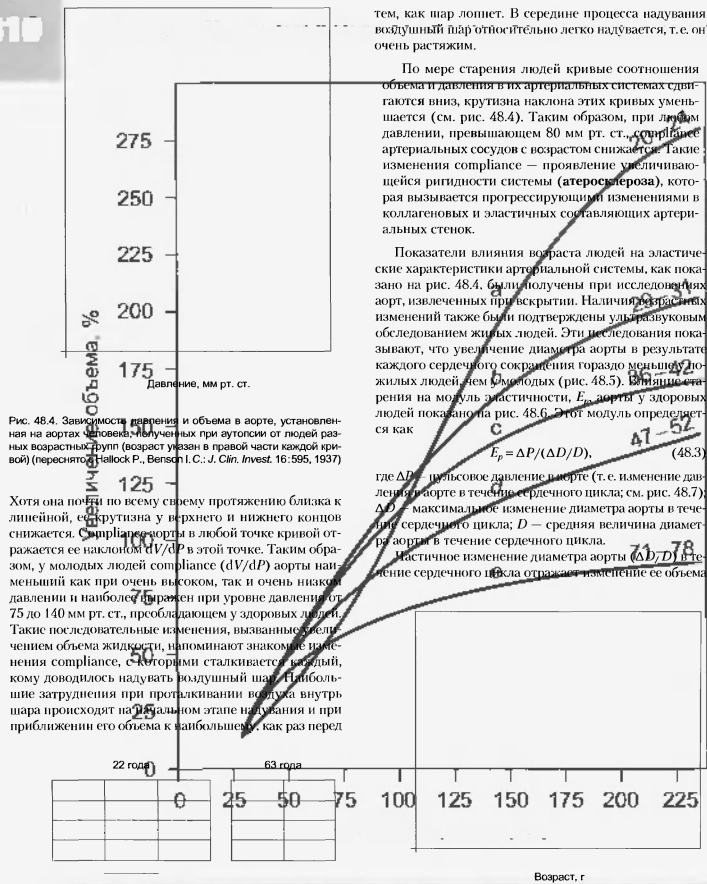 Давление, мм рт. ст.
Рис. 48.4. Зависимость давления и объема в аорте, установлен-
ная на аортах человека, полученных при аутопсии от людей раз-
ных возрастных групп (возраст указан в правой части каждой кри-
вой) (переснято с Hallock P., Benson I.C.: J. Clin. Invest. 16:595, 1937)
Хотя она почти по всему своему протяжению близка к
линейной, ее крутизна у верхнего и нижнего концов
снижается. Compliance аорты в любой точке кривой от-
ражается ее наклоном dV/dP в этой точке. Таким обра-
зом, у молодых людей compliance (dV/dP) аорты наи-
меньший как при очень высоком, так и очень низком
давлении и наиболее выражен при уровне давления от
75 до 140 мм рт. ст., преобладающем у здоровых людей.
Такие последовательные изменения, вызванные увели-
чением объема жидкости, напоминают знакомые изме-
нения compliance, с которыми сталкивается каждый,
кому доводилось надувать воздушный шар. Наиболь-
шие затруднения при проталкивании воздуха внутрь
шара происходят на начальном этапе надувания и при
приближении его объема к наибольшему, как раз перед
22 года
63 года
тем, как шар лопнет. В середине процесса надувания
воздушный шар относительно легко надувается, т. е. он
очень растяжим.
По мере старения людей кривые соотношения
объема и давления в их артериальных системах сдви-
гаются вниз, крутизна наклона этих кривых умень-
шается (см. рис. 48.4). Таким образом, при любом
давлении, превышающем 80 мм рт. ст., compliance
артериальных сосудов с возрастом снижается. Такие
изменения compliance — проявление увеличиваю-
щейся ригидности системы (атеросклероза), кото-
рая вызывается прогрессирующими изменениями в
коллагеновых и эластичных составляющих артери-
альных стенок.
Показатели влияния возраста людей на эластиче-
ские характеристики артериальной системы, как пока-
зано на рис. 48.4, были получены при исследованиях
аорт, извлеченных при вскрытии. Наличия возрастных
изменений также были подтверждены ультразвуковым
обследованием живых людей. Эти исследования пока-
зывают, что увеличение диаметра аорты в результате
каждого сердечного сокращения гораздо меньше у по-
жилых людей, чем у молодых (рис. 48.5). Влияние ста-
рения на модуль эластичности, Ep, аорты у здоровых
людей показано на рис. 48.6. Этот модуль определяет-
ся как
Ep = ΔP/(ΔD/D), (48.3)
где ΔP — пульсовое давление в аорте (т. е. изменение дав-
ления в аорте в течение сердечного цикла; см. рис. 48.7);
ΔD — максимальное изменение диаметра аорты в тече-
ние сердечного цикла; D — средняя величина диамет-
ра аорты в течение сердечного цикла.
Частичное изменение диаметра аорты (ΔD/D) в те-
чение сердечного цикла отражает изменение ее объема
Возраст, г
Увеличение объема, %
275
250
225
200
175
150
125
100
75
50
25
0
0 25 50 75 100 125 150 175 200 225
a
b
c
d
e
20–24
29–31
36–42
47–52
71–78